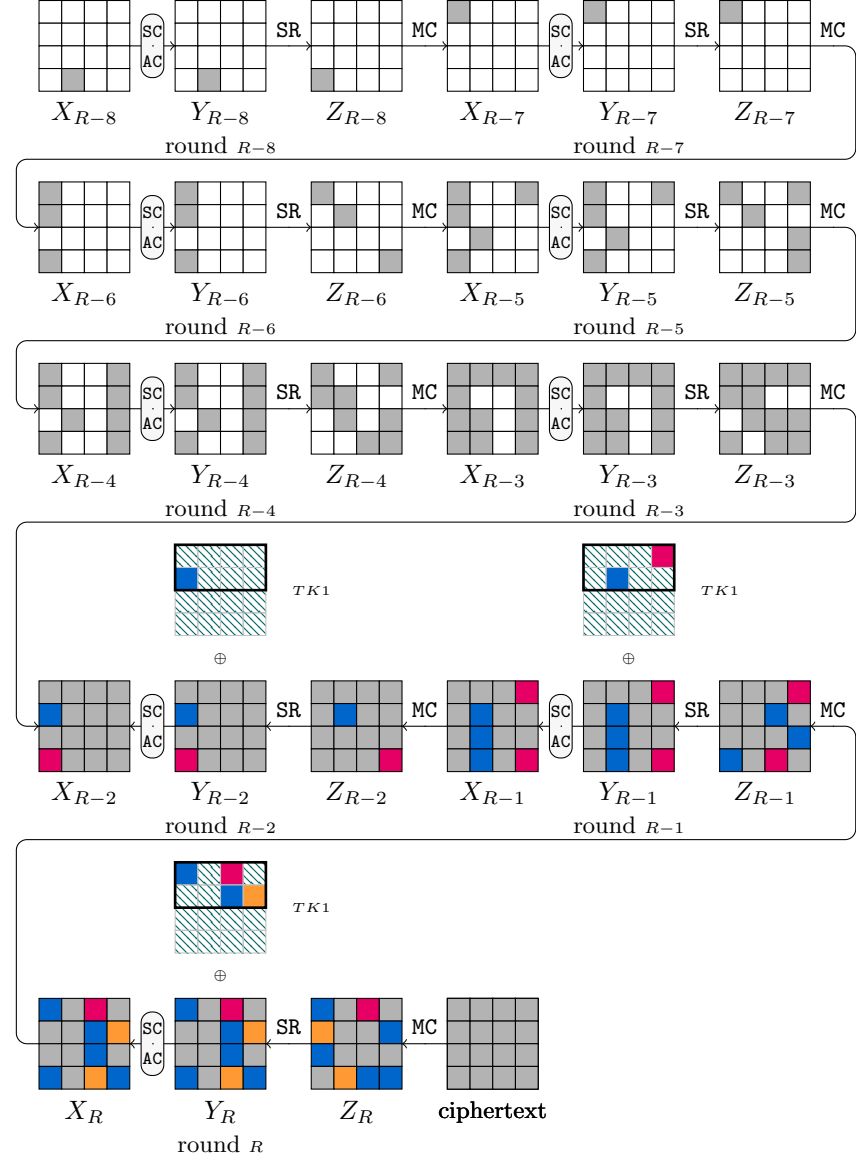 SC · AC SR MC SC · AC SR MC
X_{R−8} Y_{R−8} Z_{R−8} X_{R−7} Y_{R−7} Z_{R−7}
round R−8 round R−7
SC · AC SR MC SC · AC SR MC
X_{R−6} Y_{R−6} Z_{R−6} X_{R−5} Y_{R−5} Z_{R−5}
round R−6 round R−5
SC · AC SR MC SC · AC SR MC
X_{R−4} Y_{R−4} Z_{R−4} X_{R−3} Y_{R−3} Z_{R−3}
round R−4 round R−3
TK1 TK1
⊕ ⊕
SC · AC SR MC SC · AC SR MC
X_{R−2} Y_{R−2} Z_{R−2} X_{R−1} Y_{R−1} Z_{R−1}
round R−2 round R−1
TK1
⊕
SC · AC SR MC
X_R Y_R Z_R ciphertext
round R